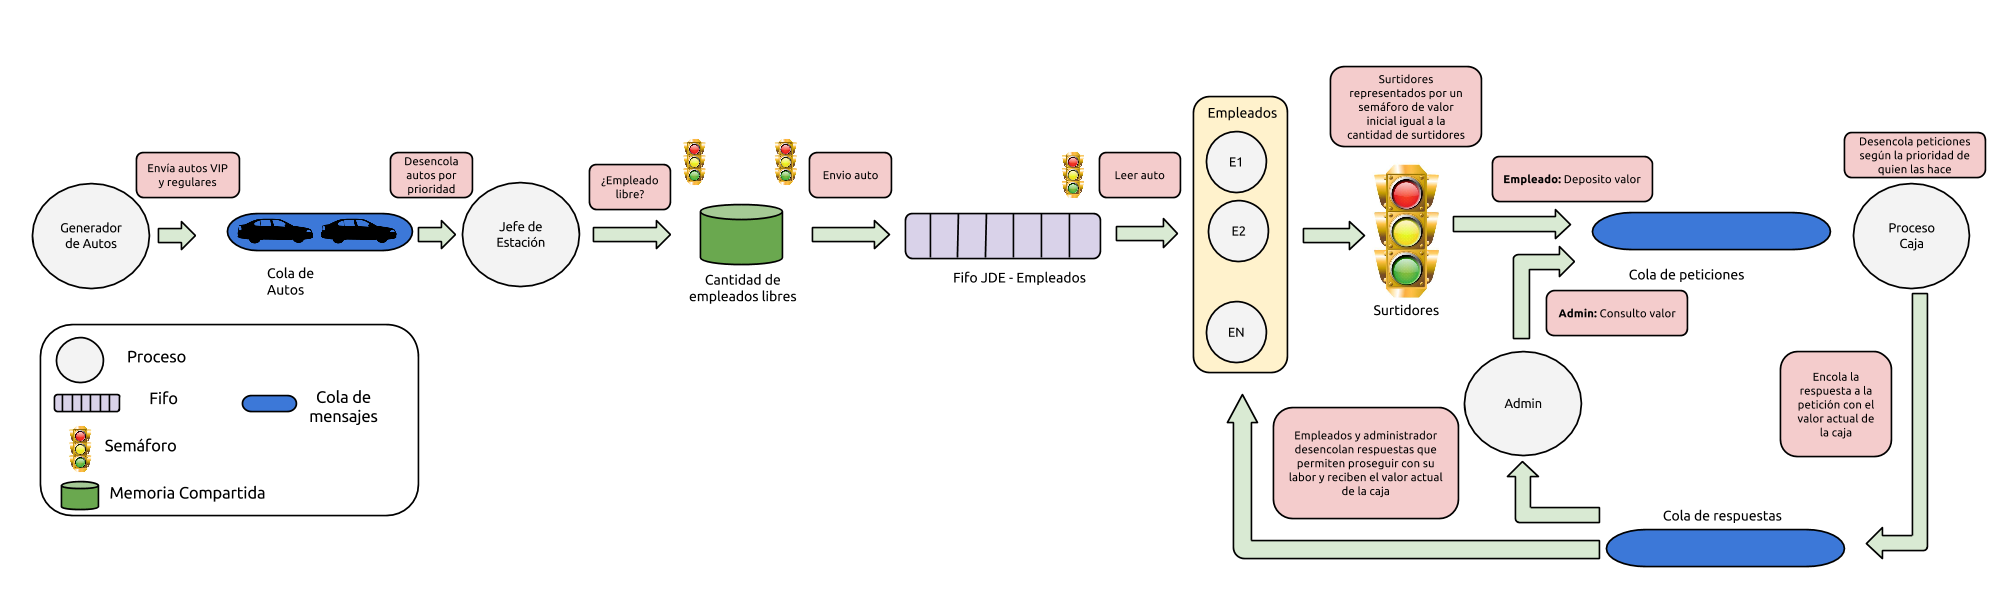 Generador
de Autos
Envía autos VIP
y regulares
Cola de
Autos
Desencola
autos por
prioridad
Jefe de
Estación
¿Empleado
libre?
Cantidad de
empleados libres
Envio auto
Fifo JDE - Empleados
Leer auto
Empleados
E1
E2
EN
Surtidores
representados por un
semáforo de valor
inicial igual a la
cantidad de surtidores
Surtidores
Empleado: Deposito valor
Cola de peticiones
Admin: Consulto valor
Desencola peticiones
según la prioridad de
quien las hace
Proceso
Caja
Encola la
respuesta a la
petición con el
valor actual de
la caja
Admin
Empleados y administrador
desencolan respuestas que
permiten proseguir con su
labor y reciben el valor actual
de la caja
Cola de respuestas
Proceso
Fifo
Cola de
mensajes
Semáforo
Memoria Compartida